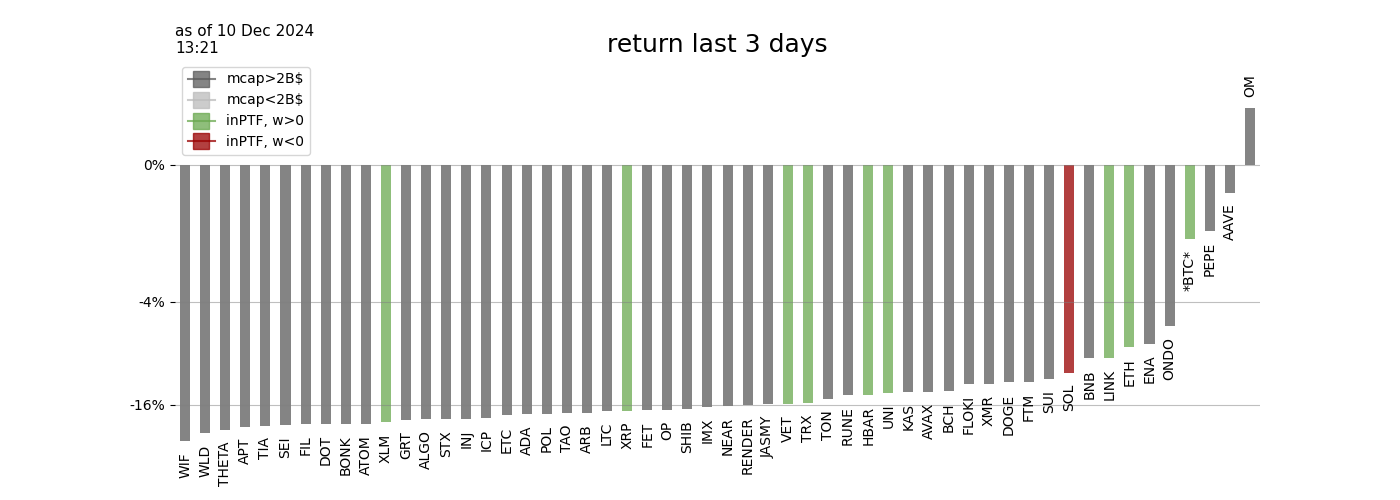 as of 10 Dec 2024
13:21
return last 3 days
mcap>2B$
mcap<2B$
inPTF, w>0
inPTF, w<0
0%
-4%
-16%
WIF
WLD
THETA
APT
TIA
SEI
FIL
DOT
BONK
ATOM
XLM
GRT
ALGO
STX
INJ
ICP
ETC
ADA
POL
TAO
ARB
LTC
XRP
FET
OP
SHIB
IMX
NEAR
RENDER
JASMY
VET
TRX
TON
RUNE
HBAR
UNI
KAS
AVAX
BCH
FLOKI
XMR
DOGE
FTM
SUI
SOL
BNB
LINK
ETH
ENA
ONDO
*BTC*
PEPE
AAVE
OM